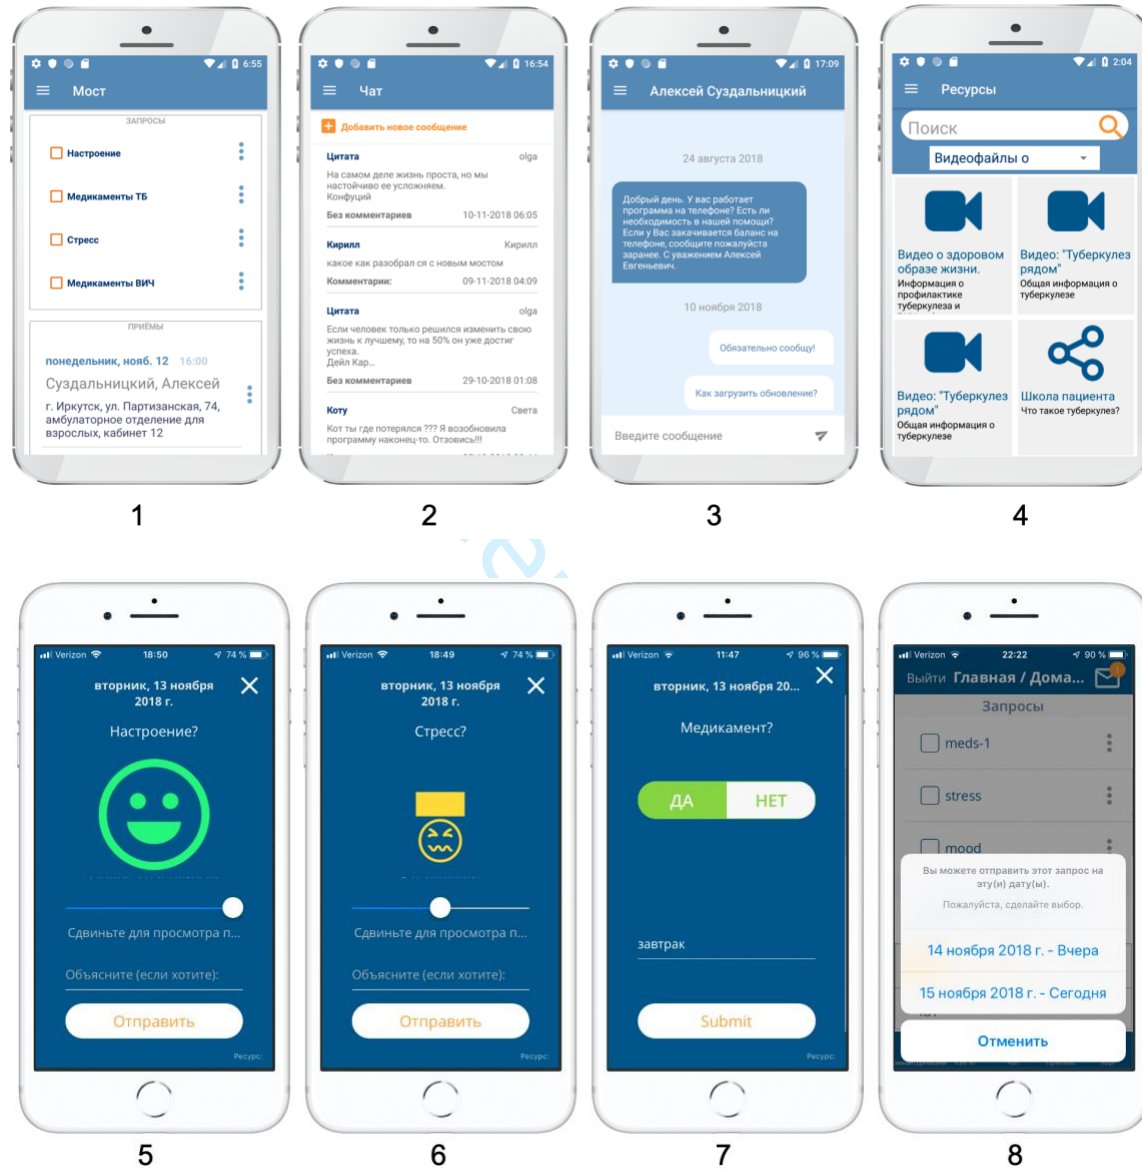 6:55
Мост
ЗАПРОСЫ
Настроение
Медикаменты ТБ
Стресс
Медикаменты ВИЧ
ПРИЁМЫ
понедельник, нояб. 12 16:00
Суздальницкий, Алексей
г. Иркутск, ул. Партизанская, 74,
амбулаторное отделение для
взрослых, кабинет 12
1
16:54
Чат
Добавить новое сообщение
Цитата olga
На самом деле жизнь проста, но мы
настойчиво ее усложняем.
Конфуций
Без комментариев 10-11-2018 06:05
Кирилл Кирилл
какое как разобрал ся с новым мостом
Комментарии: 09-11-2018 04:09
Цитата olga
Если человек только решился изменить свою
жизнь к лучшему, то на 50% он уже достиг
успеха.
Дейл Кар...
Без комментариев 29-10-2018 01:08
Коту Света
Кот ты где потерялся ??? Я возобновила
программу наконец-то. Отзовись!!!
2
17:09
Алексей Суздальницкий
24 августа 2018
Добрый день. У вас работает
программа на телефоне? Есть ли
необходимость в нашей помощи?
Если у Вас закачивается баланс на
телефоне, сообщите пожалуйста
заранее. С уважением Алексей
Евгеньевич.
10 ноября 2018
Обязательно сообщу!
Как загрузить обновление?
Введите сообщение
3
2:04
Ресурсы
Поиск
Видеофайлы о
Видео о здоровом
образе жизни.
Информация о
профилактике
туберкулеза и
Видео: "Туберкулез
рядом"
Общая информация о
туберкулезе
Видео: "Туберкулез
рядом"
Общая информация о
туберкулезе
Школа пациента
Что такое туберкулез?
4
Verizon 18:50 74 %
вторник, 13 ноября
2018 г.
Настроение?
Сдвиньте для просмотра п...
Объясните (если хотите):
Отправить
Ресурс:
5
Verizon 18:49 74 %
вторник, 13 ноября
2018 г.
Стресс?
Сдвиньте для просмотра п...
Объясните (если хотите):
Отправить
Ресурс:
6
Verizon 11:47 96 %
вторник, 13 ноября 20...
Медикамент?
ДА НЕТ
завтрак
Submit
Ресурс:
7
Verizon 22:22 90 %
Выйти Главная / Дома... 1
Запросы
meds-1
stress
mood
Вы можете отправить этот запрос на
эту(и) дату(ы).
Пожалуйста, сделайте выбор.
14 ноября 2018 г. - Вчера
15 ноября 2018 г. - Сегодня
Отменить
8